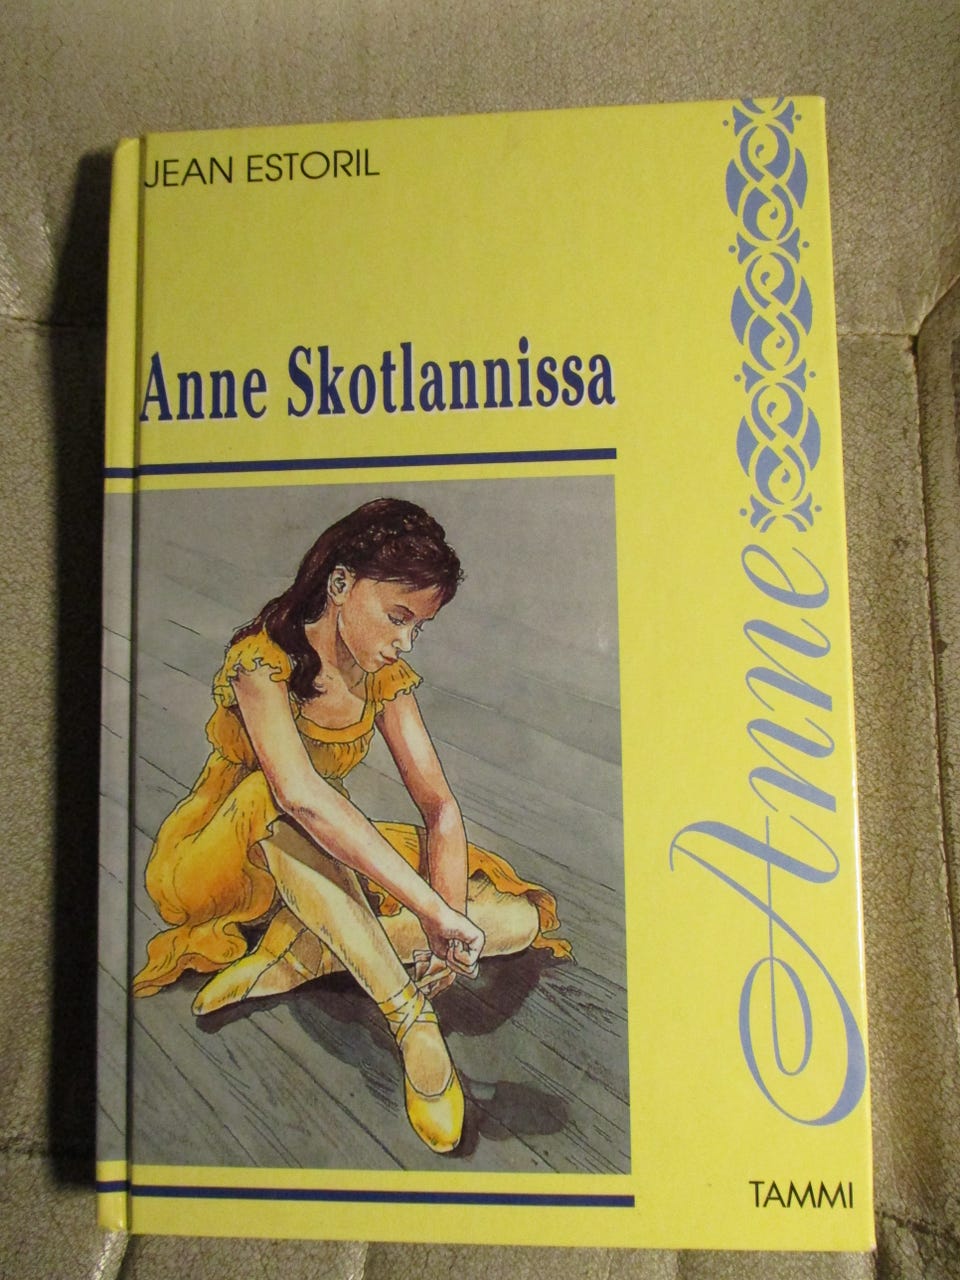 JEAN ESTORIL
Anne Skotlannissa
Anne
TAMMI